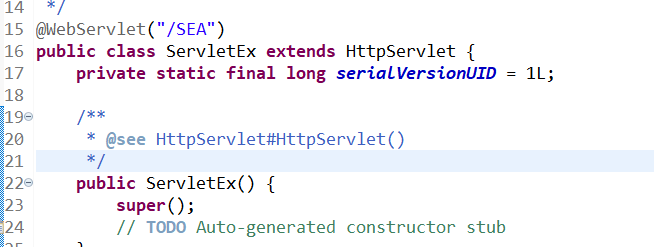 14 */
15 @WebServlet("/SEA")
16 public class ServletEx extends HttpServlet {
17 private static final long serialVersionUID = 1L;
18
19 /**
20 * @see HttpServlet#HttpServlet()
21 */
22 public ServletEx() {
23 super();
24 // TODO Auto-generated constructor stub